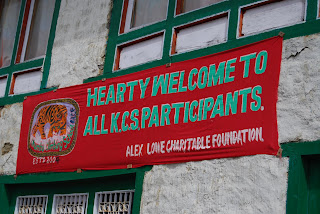 HEARTY WELCOME TO
ALL K.C.S. PARTICIPANTS.
ALEX LOWE CHARITABLE FOUNDATION